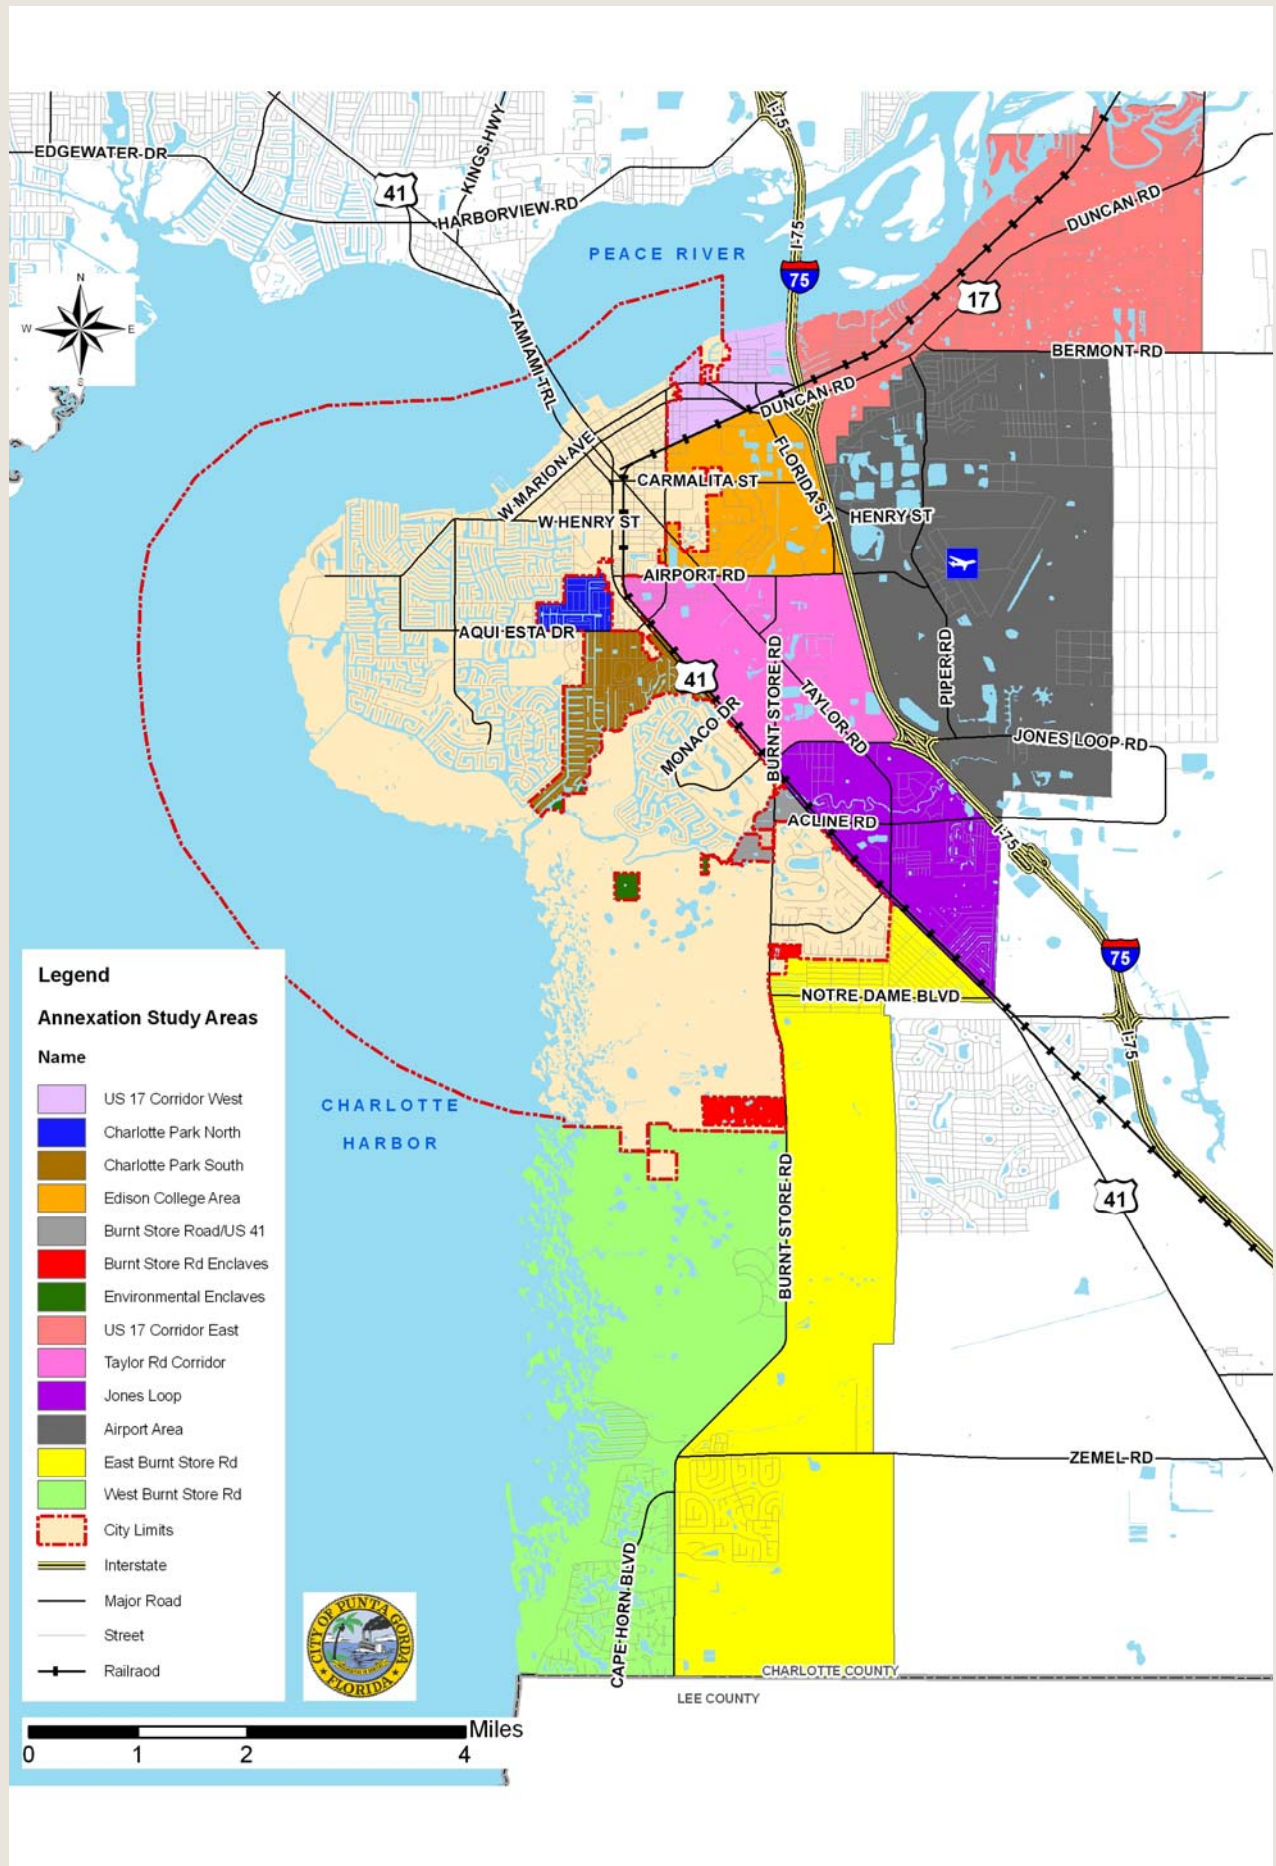 I-75
KINGS HWY
EDGEWATER DR
41
HARBORVIEW RD
DUNCAN RD
I-75
PEACE RIVER
75
17
N
W
E
S
TAMIAMI TRL
BERMONT RD
DUNCAN RD
W MARION AVE
FLORIDA ST
CARMALITA ST
W HENRY ST
HENRY ST
AIRPORT RD
AQUI ESTA DR
PIPER RD
41
BURNT STORE RD
TAYLOR RD
MONACO DR
JONES LOOP RD
ACLINE RD
I-75
75
NOTRE DAME BLVD
I-75
CHARLOTTE
HARBOR
BURNT STORE RD
41
ZEMEL RD
CAPE HORN BLVD
CHARLOTTE COUNTY
LEE COUNTY
Legend
Annexation Study Areas
Name
US 17 Corridor West
Charlotte Park North
Charlotte Park South
Edison College Area
Burnt Store Road/US 41
Burnt Store Rd Enclaves
Environmental Enclaves
US 17 Corridor East
Taylor Rd Corridor
Jones Loop
Airport Area
East Burnt Store Rd
West Burnt Store Rd
City Limits
Interstate
Major Road
Street
Railraod
CITY OF PUNTA GORDA
FLORIDA
Miles
0 1 2 4